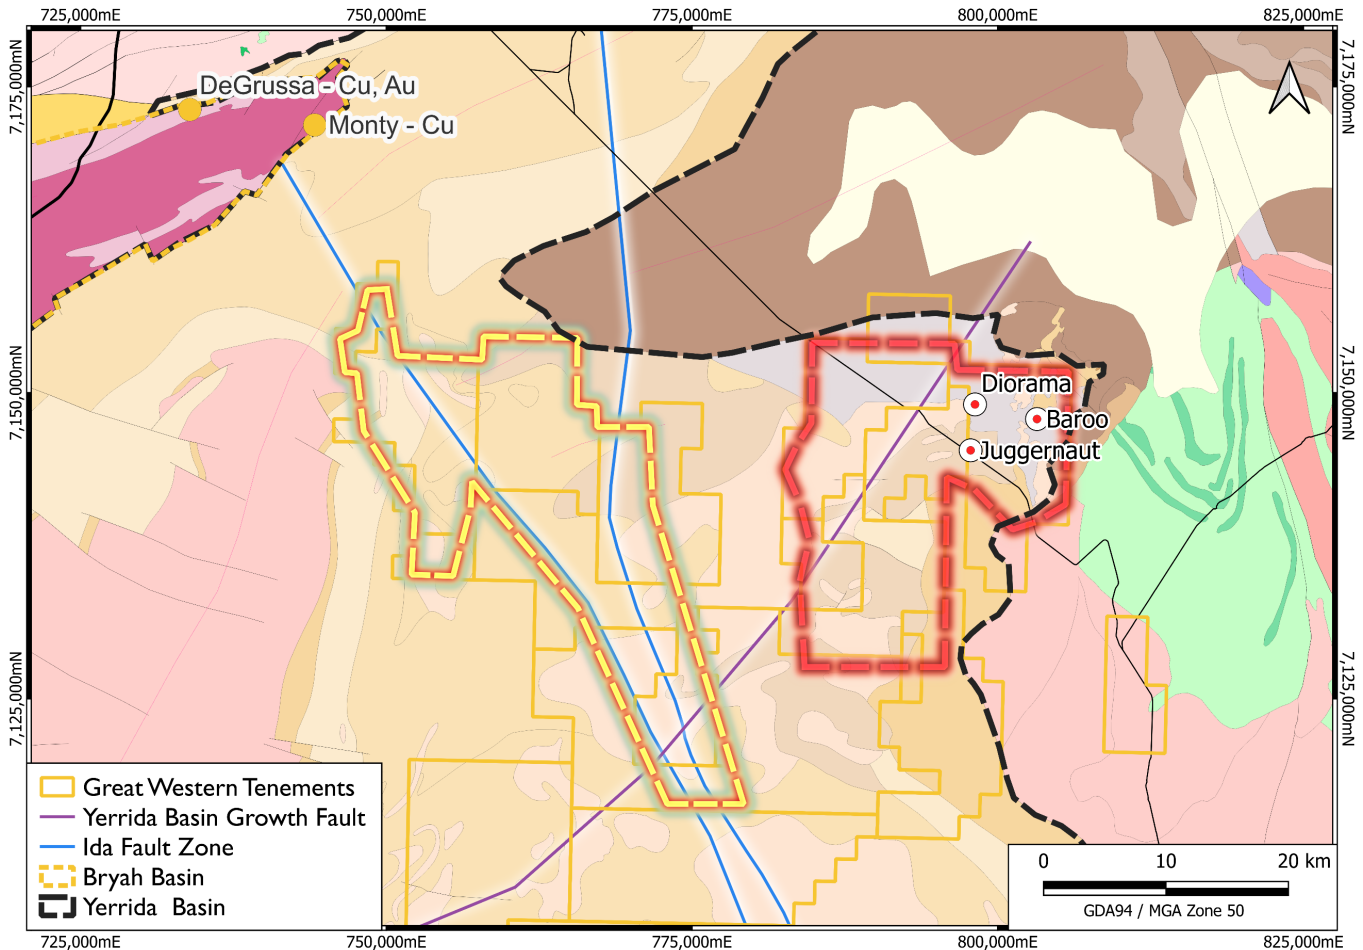 725,000mE 750,000mE 775,000mE 800,000mE 825,000mE
7,175,000mN
7,175,000mN
DeGrussa - Cu, Au
Monty - Cu
7,150,000mN
7,150,000mN
Diorama
Baroo
Juggernaut
7,125,000mN
7,125,000mN
Great Western Tenements
Yerrida Basin Growth Fault
Ida Fault Zone
Bryah Basin
Yerrida Basin
0 10 20 km
GDA94 / MGA Zone 50
725,000mE 750,000mE 775,000mE 800,000mE 825,000mE